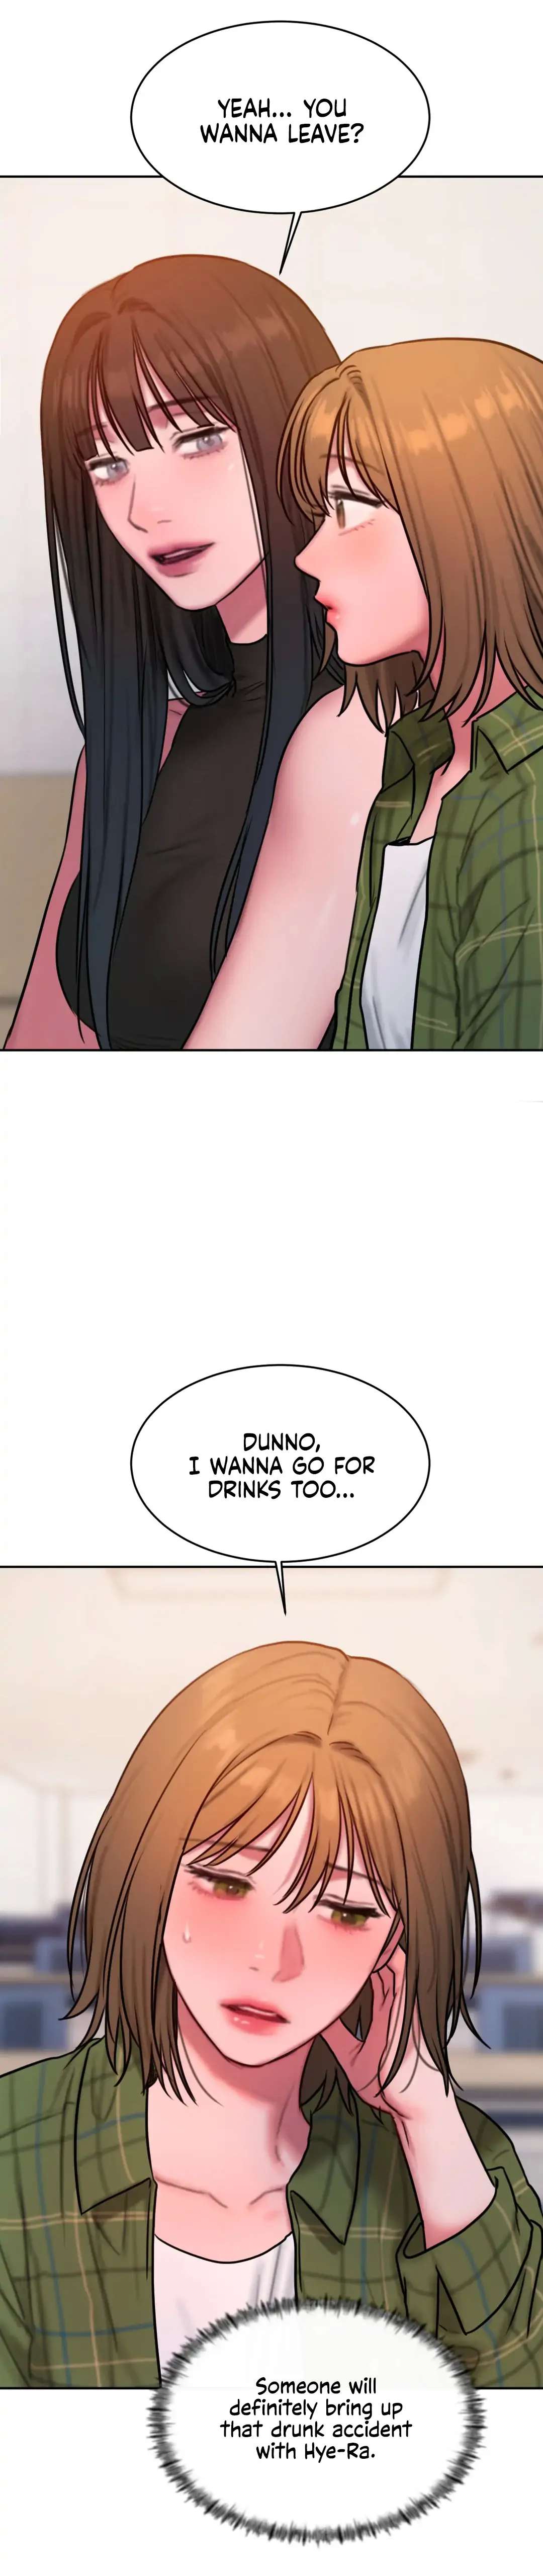 YEAH... YOU
WANNA LEAVE?
DUNNO,
I WANNA GO FOR
DRINKS TOO...
Someone will
definitely bring up
that drunk accident
with Hye-Ra.